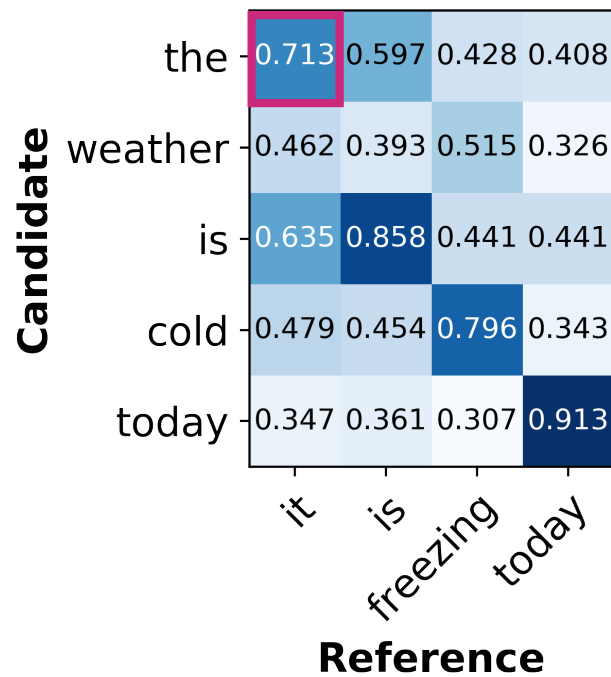 the 0.713 0.597 0.428 0.408
weather 0.462 0.393 0.515 0.326
is 0.635 0.858 0.441 0.441
cold 0.479 0.454 0.796 0.343
today 0.347 0.361 0.307 0.913
Candidate
it is freezing today
Reference